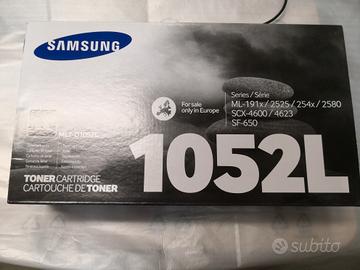 SAMSUNG
For sale
only in Europe
Series / Série
ML-191x / 2525 / 254x / 2580
SCX-4600 / 4623
SF-650
MLT-D1052L
1052L
TONER CARTRIDGE
CARTOUCHE DE TONER
subito